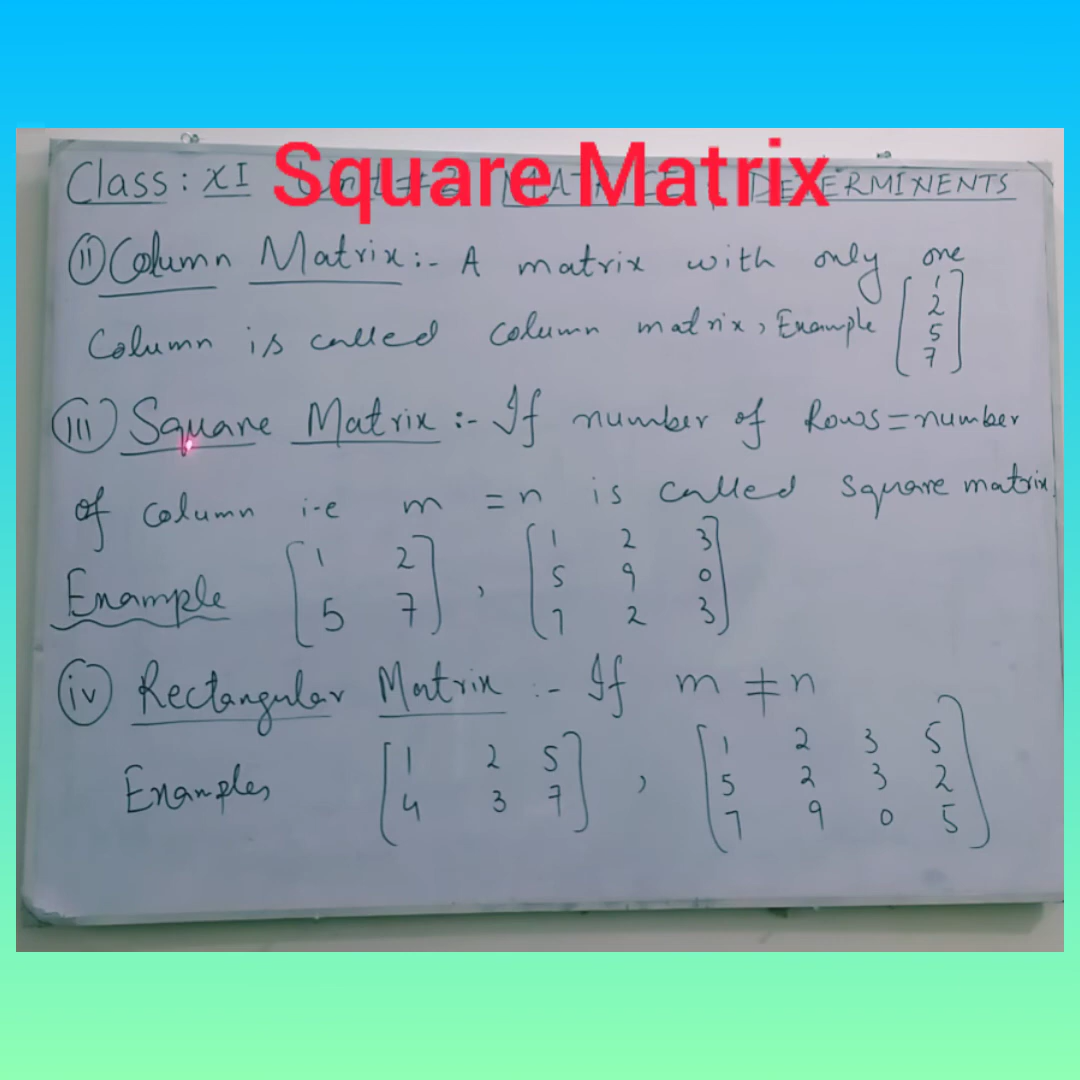 Square Matrix
Class : XI DETERMINENTS
(ii) Column Matrix :- A matrix with only one
Column is called column matrix, Example [1 2 5 7]
(iii) Square Matrix :- If number of Rows = number
of column i-e m = n is called Square matrix.
Example [1 2 , [1 2 3
5 7] 5 9 0
7 2 3]
(iv) Rectangular Matrix :- If m ≠ n
Examples [1 2 5 , [1 2 3 5
4 3 7] 5 2 3 2
7 9 0 5]